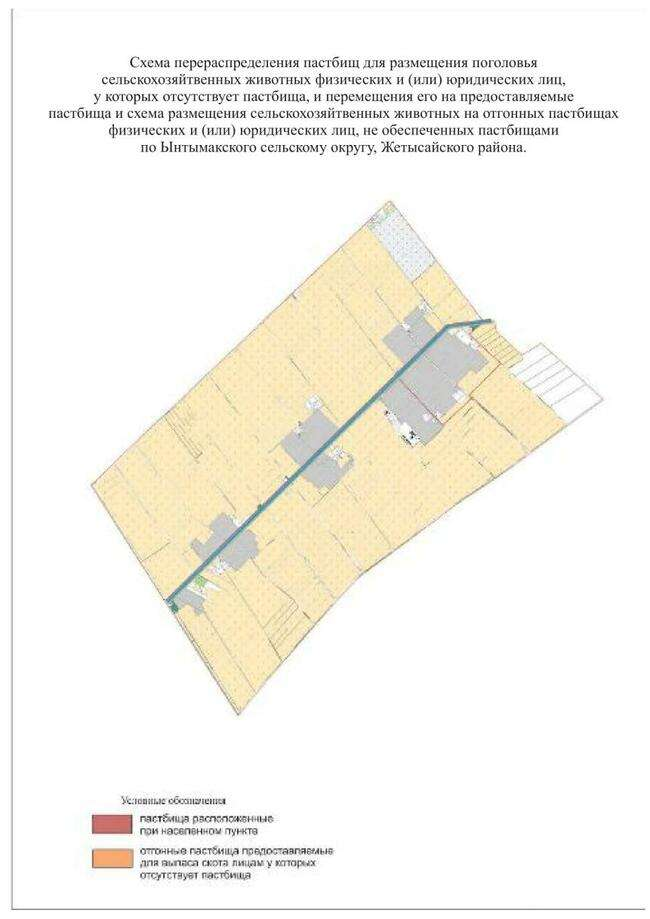 Схема перераспределения пастбищ для размещения поголовья
сельскохозяйтвенных животных физических и (или) юридических лиц,
у которых отсутствует пастбища, и перемещения его на предоставляемые
пастбища и схема размещения сельскохозяйтвенных животных на отгонных пастбищах
физических и (или) юридических лиц, не обеспеченных пастбищами
по Ынтымакского сельскому округу, Жетысайского района.
Условные обозначения
пастбища расположенные
при населенном пункте
отгонные пастбища предоставляемые
для выпаса скота лицам у которых
отсутствует пастбища